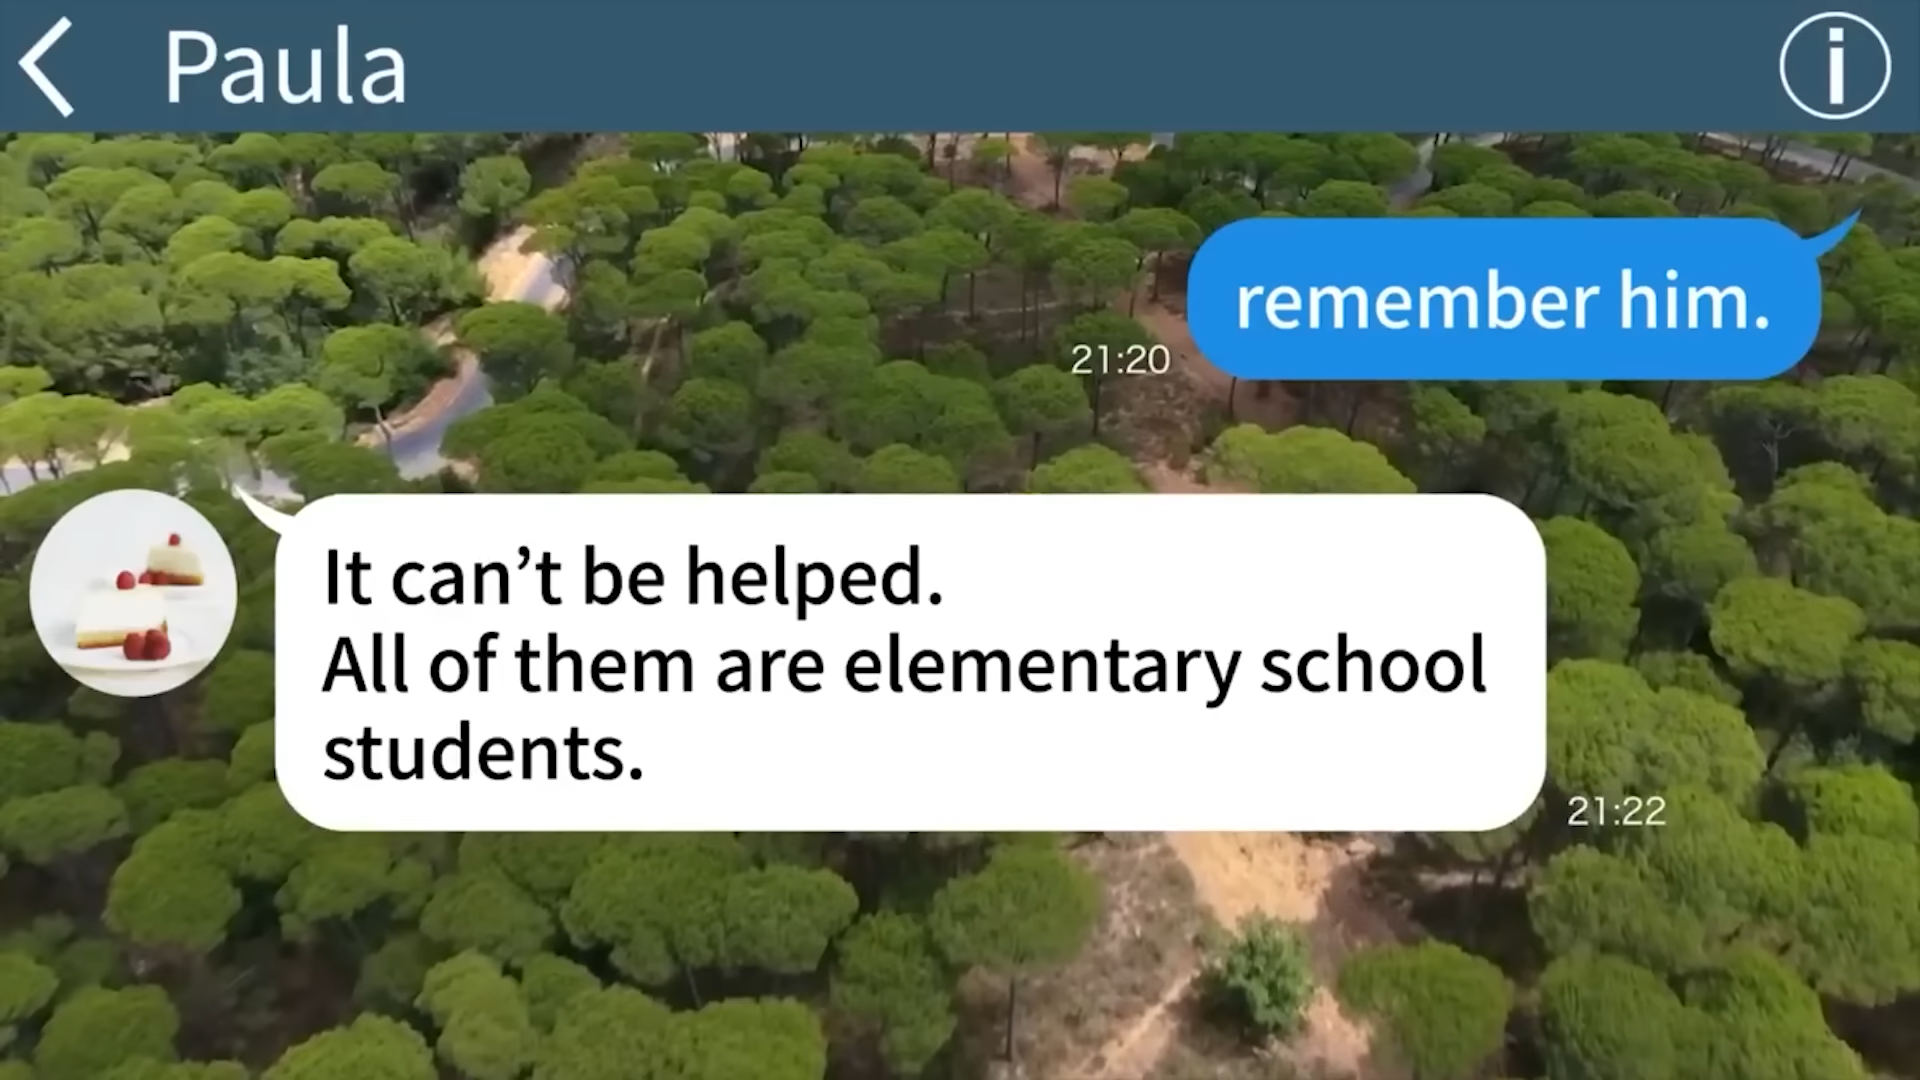 Paula
remember him.
21:20
It can’t be helped.
All of them are elementary school
students.
21:22